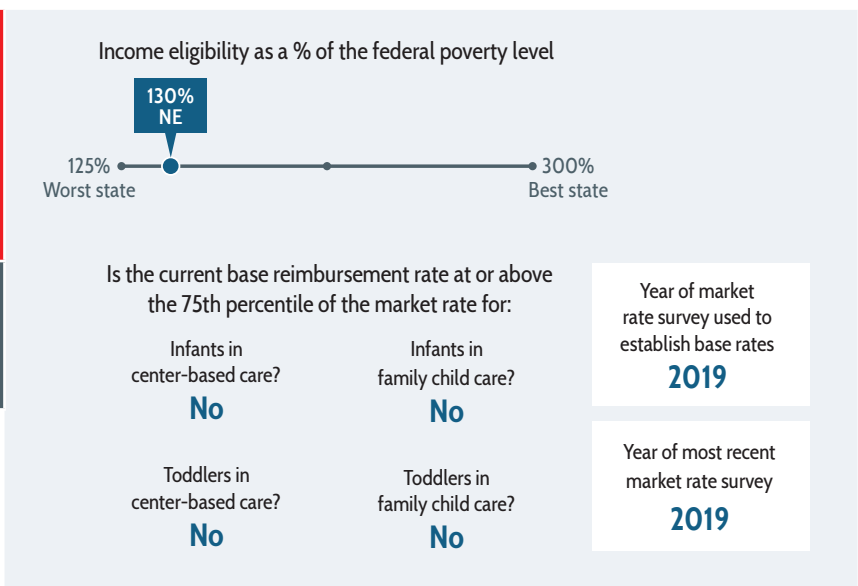 Income eligibility as a % of the federal poverty level
130%
NE
125%
Worst state
300%
Best state
Is the current base reimbursement rate at or above
the 75th percentile of the market rate for:
Infants in
center-based care?
No
Infants in
family child care?
No
Toddlers in
center-based care?
No
Toddlers in
family child care?
No
Year of market
rate survey used to
establish base rates
2019
Year of most recent
market rate survey
2019